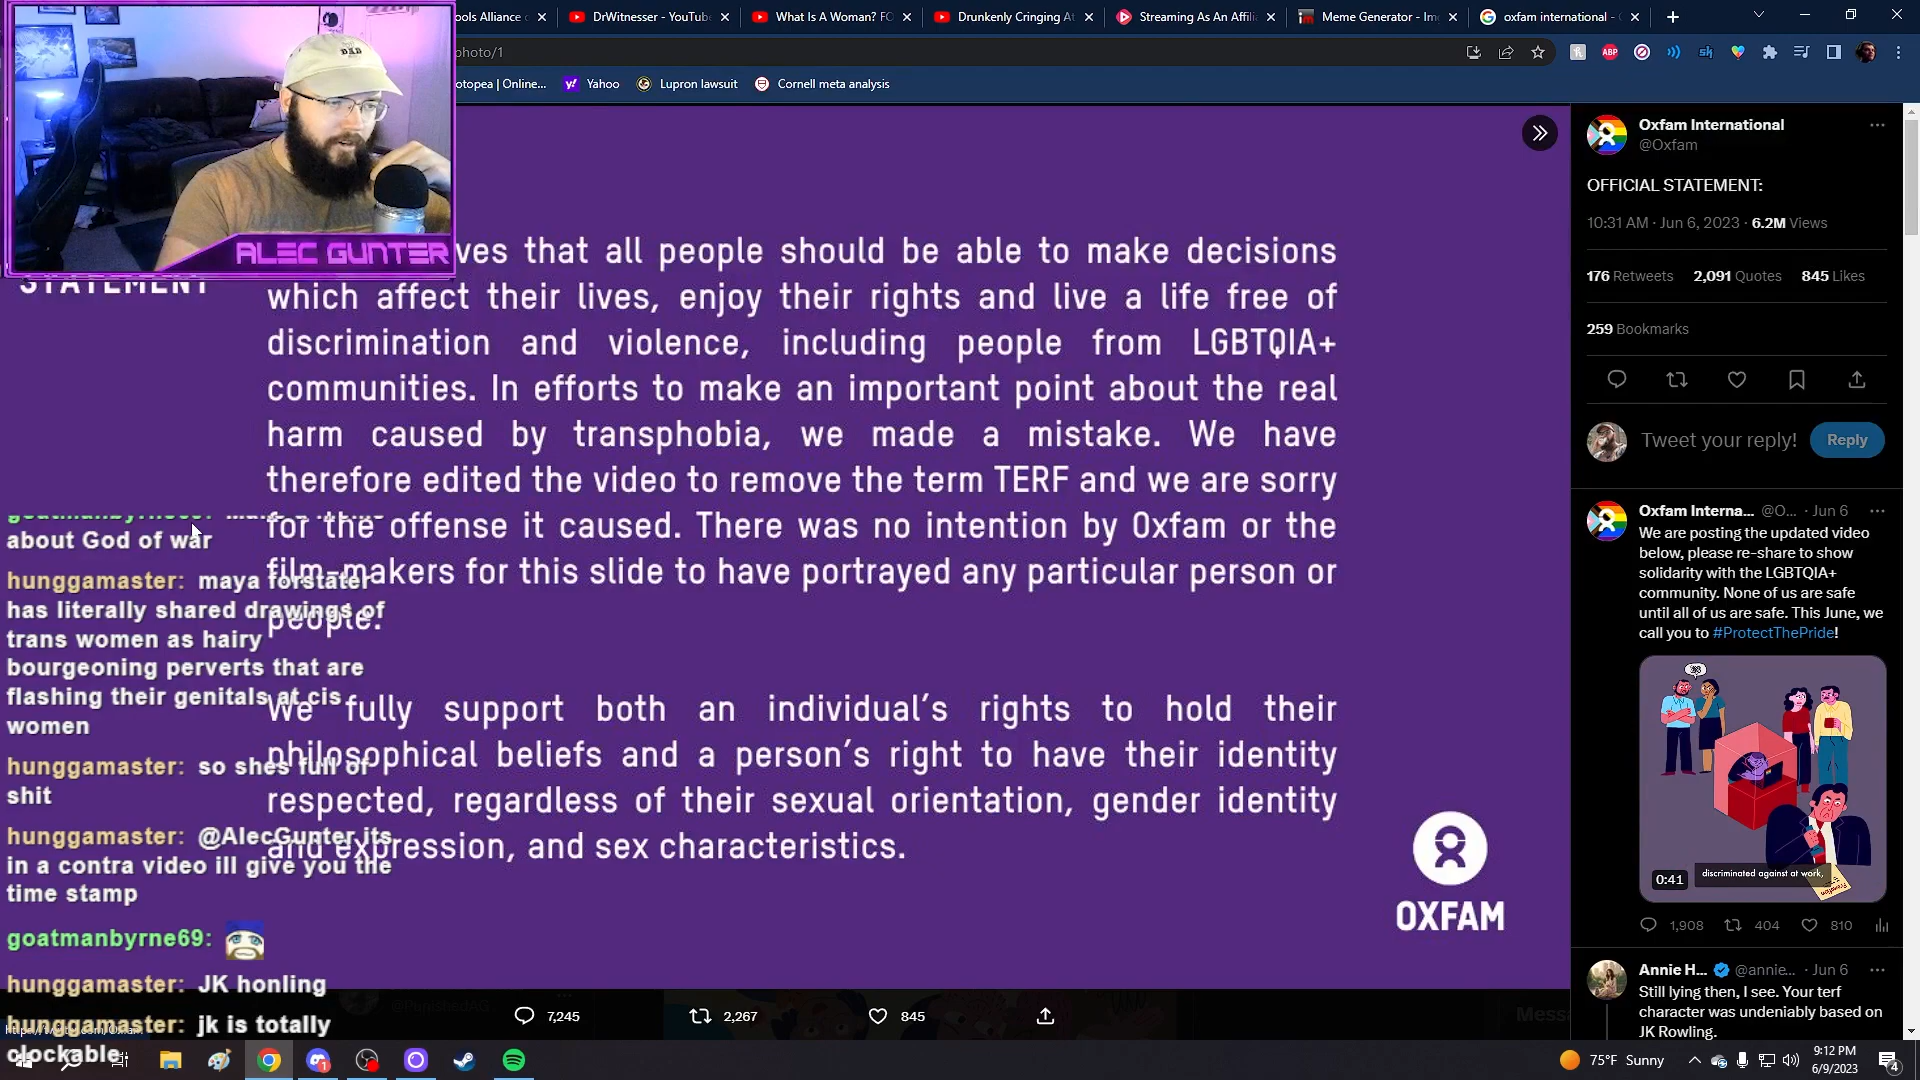 ools Alliance c
DrWitnesser - YouTube
What Is A Woman? FO
Drunkenly Cringing At
Streaming As An Affili
Meme Generator - Im
oxfam international -
photo/1
otopea | Online...
Yahoo
Lupron lawsuit
Cornell meta analysis
DAD
ALEC GUNTER
STATEMENT
ves that all people should be able to make decisions
which affect their lives, enjoy their rights and live a life free of
discrimination and violence, including people from LGBTQIA+
communities. In efforts to make an important point about the real
harm caused by transphobia, we made a mistake. We have
therefore edited the video to remove the term TERF and we are sorry
for the offense it caused. There was no intention by Oxfam or the
film-makers for this slide to have portrayed any particular person or
people.
We fully support both an individual's rights to hold their
philosophical beliefs and a person's right to have their identity
respected, regardless of their sexual orientation, gender identity
and expression, and sex characteristics.
OXFAM
about God of war
hunggamaster: maya forstater
has literally shared drawings of
trans women as hairy
bourgeoning perverts that are
flashing their genitals at cis
women
hunggamaster: so shes full of
shit
hunggamaster: @AlecGunter its
in a contra video ill give you the
time stamp
goatmanbyrne69:
hunggamaster: JK honling
hunggamaster: jk is totally
clockable
7,245
2,267
845
Oxfam International
@Oxfam
OFFICIAL STATEMENT:
10:31 AM · Jun 6, 2023 · 6.2M Views
176 Retweets 2,091 Quotes 845 Likes
259 Bookmarks
Tweet your reply!
Reply
Oxfam Interna... @O... · Jun 6
We are posting the updated video
below, please re-share to show
solidarity with the LGBTQIA+
community. None of us are safe
until all of us are safe. This June, we
call you to #ProtectThePride!
0:41
discriminated against at work,
1,908
404
810
Annie H... @annie... · Jun 6
Still lying then, I see. Your terf
character was undeniably based on
JK Rowling.
75°F Sunny
9:12 PM
6/9/2023
4